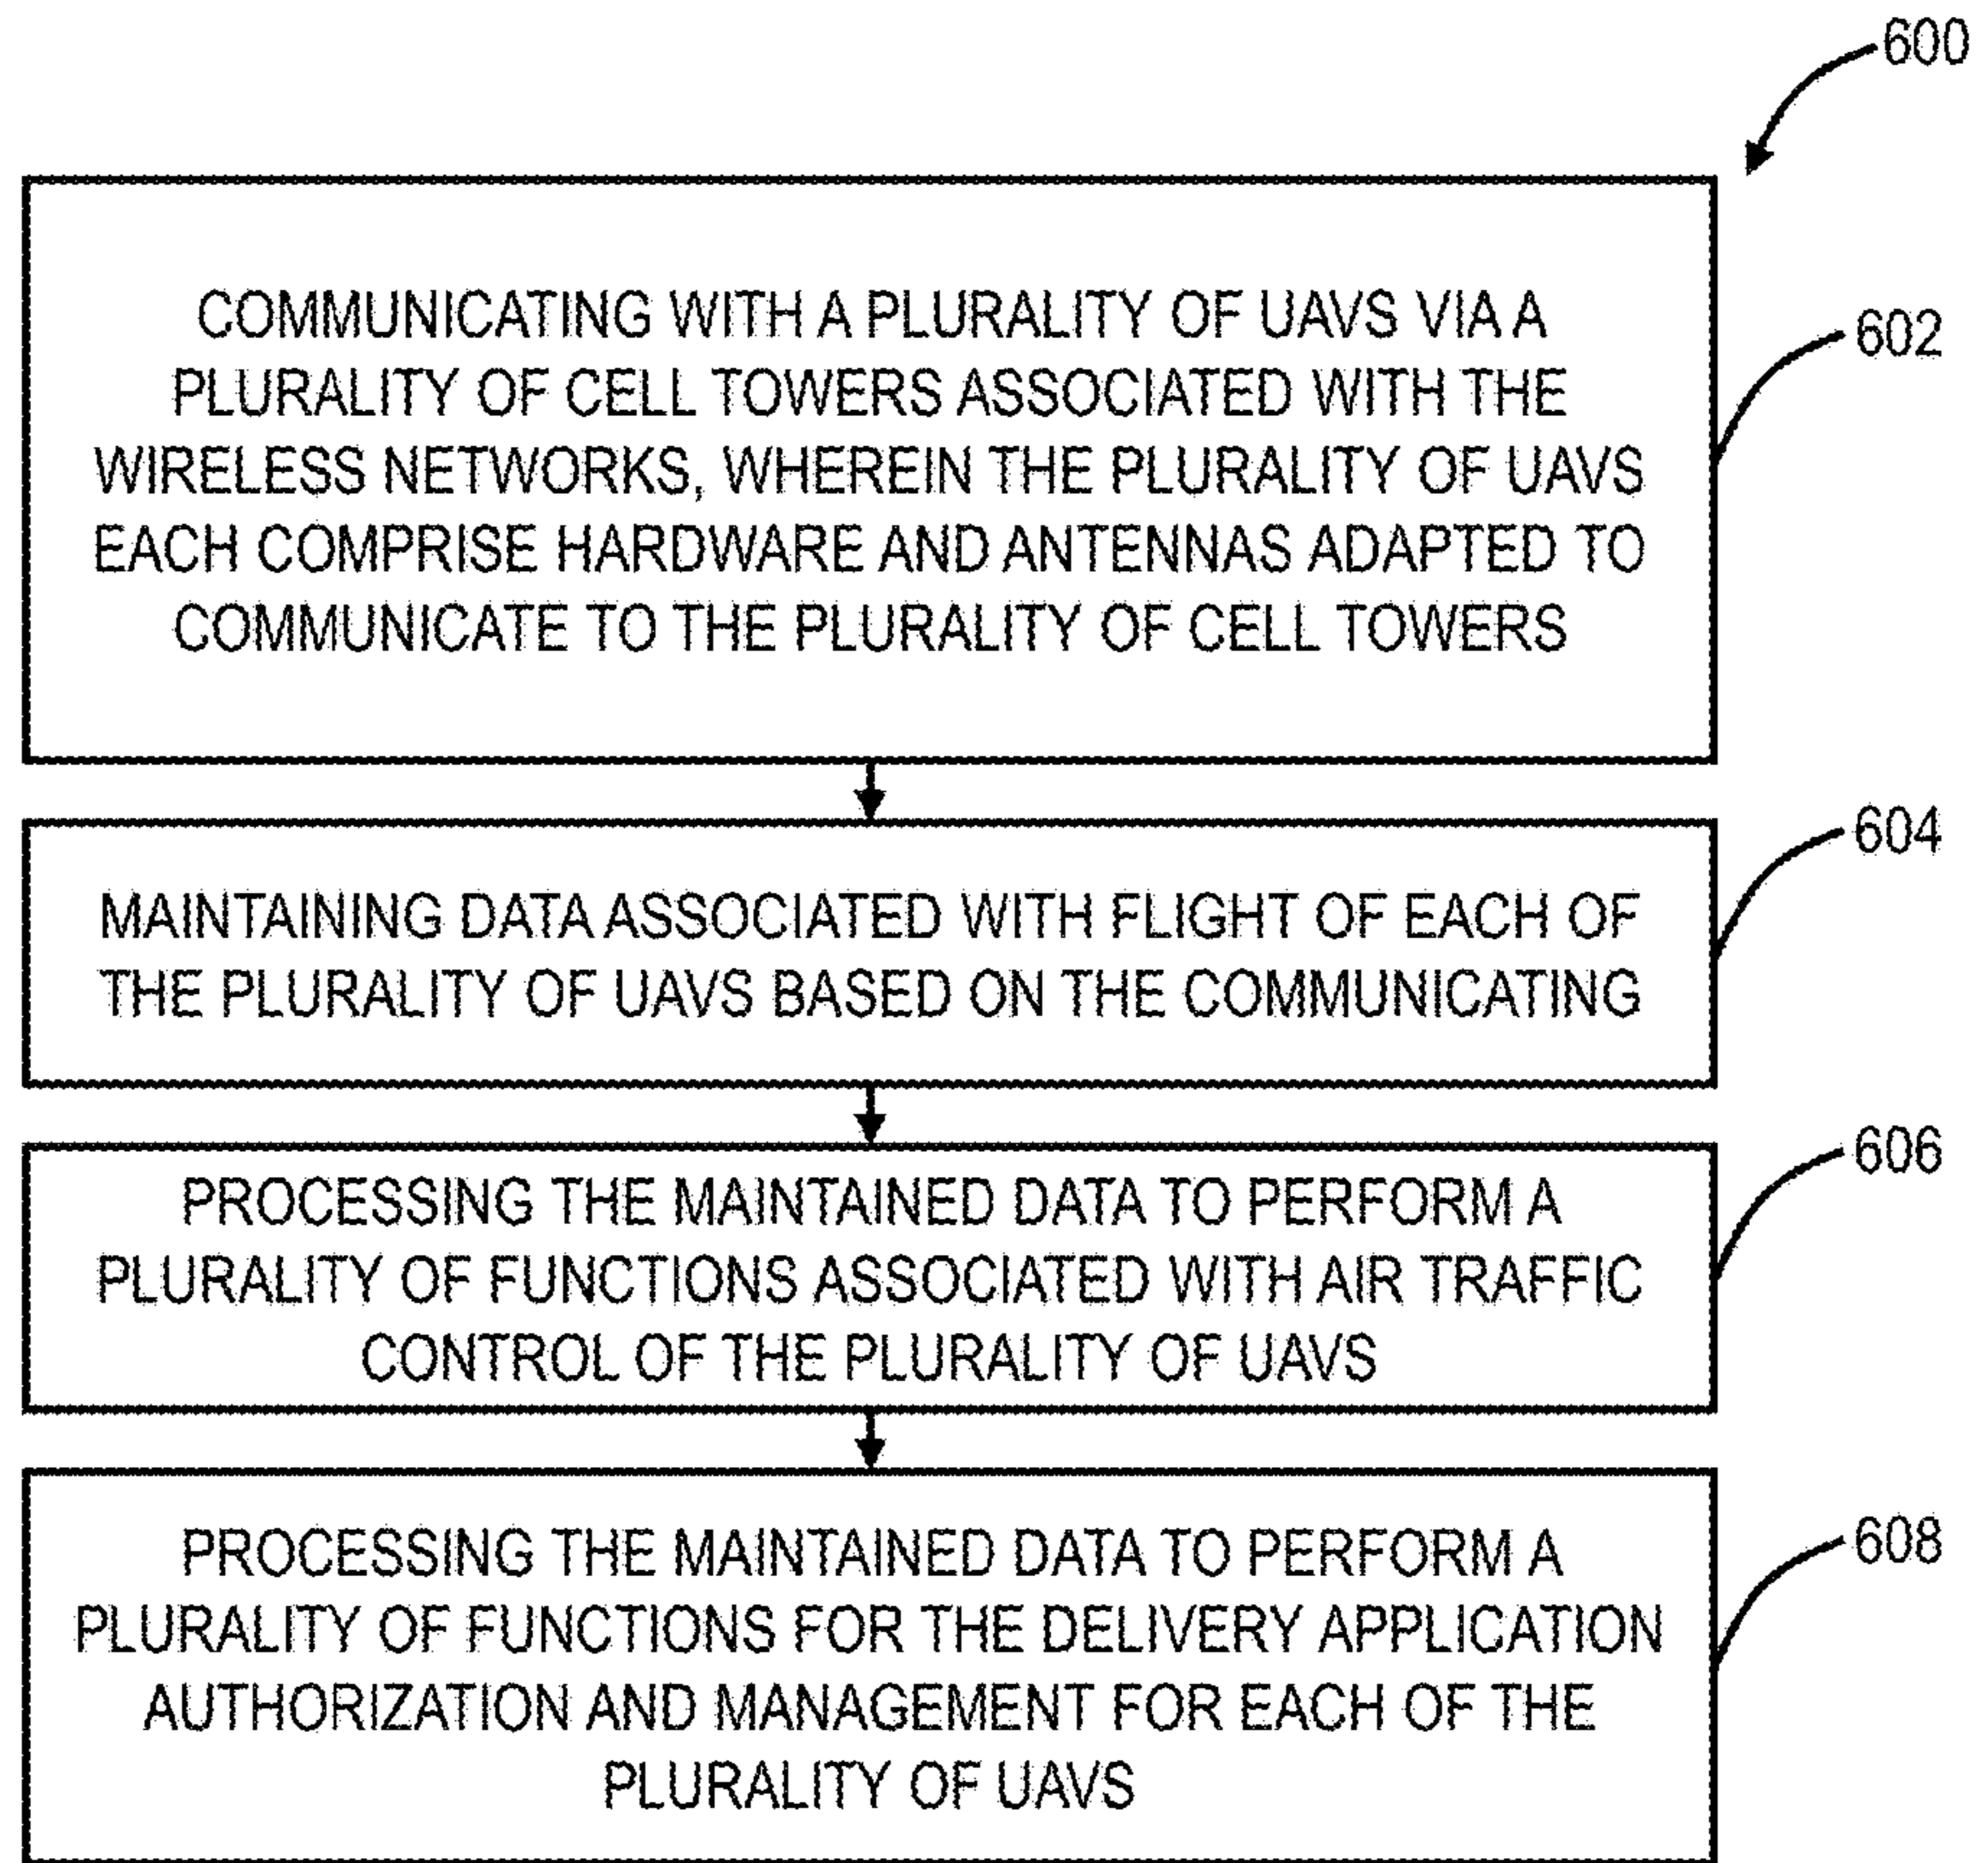 600
COMMUNICATING WITH A PLURALITY OF UAVS VIA A
PLURALITY OF CELL TOWERS ASSOCIATED WITH THE
WIRELESS NETWORKS, WHEREIN THE PLURALITY OF UAVS
EACH COMPRISE HARDWARE AND ANTENNAS ADAPTED TO
COMMUNICATE TO THE PLURALITY OF CELL TOWERS
602
MAINTAINING DATA ASSOCIATED WITH FLIGHT OF EACH OF
THE PLURALITY OF UAVS BASED ON THE COMMUNICATING
604
PROCESSING THE MAINTAINED DATA TO PERFORM A
PLURALITY OF FUNCTIONS ASSOCIATED WITH AIR TRAFFIC
CONTROL OF THE PLURALITY OF UAVS
606
PROCESSING THE MAINTAINED DATA TO PERFORM A
PLURALITY OF FUNCTIONS FOR THE DELIVERY APPLICATION
AUTHORIZATION AND MANAGEMENT FOR EACH OF THE
PLURALITY OF UAVS
608